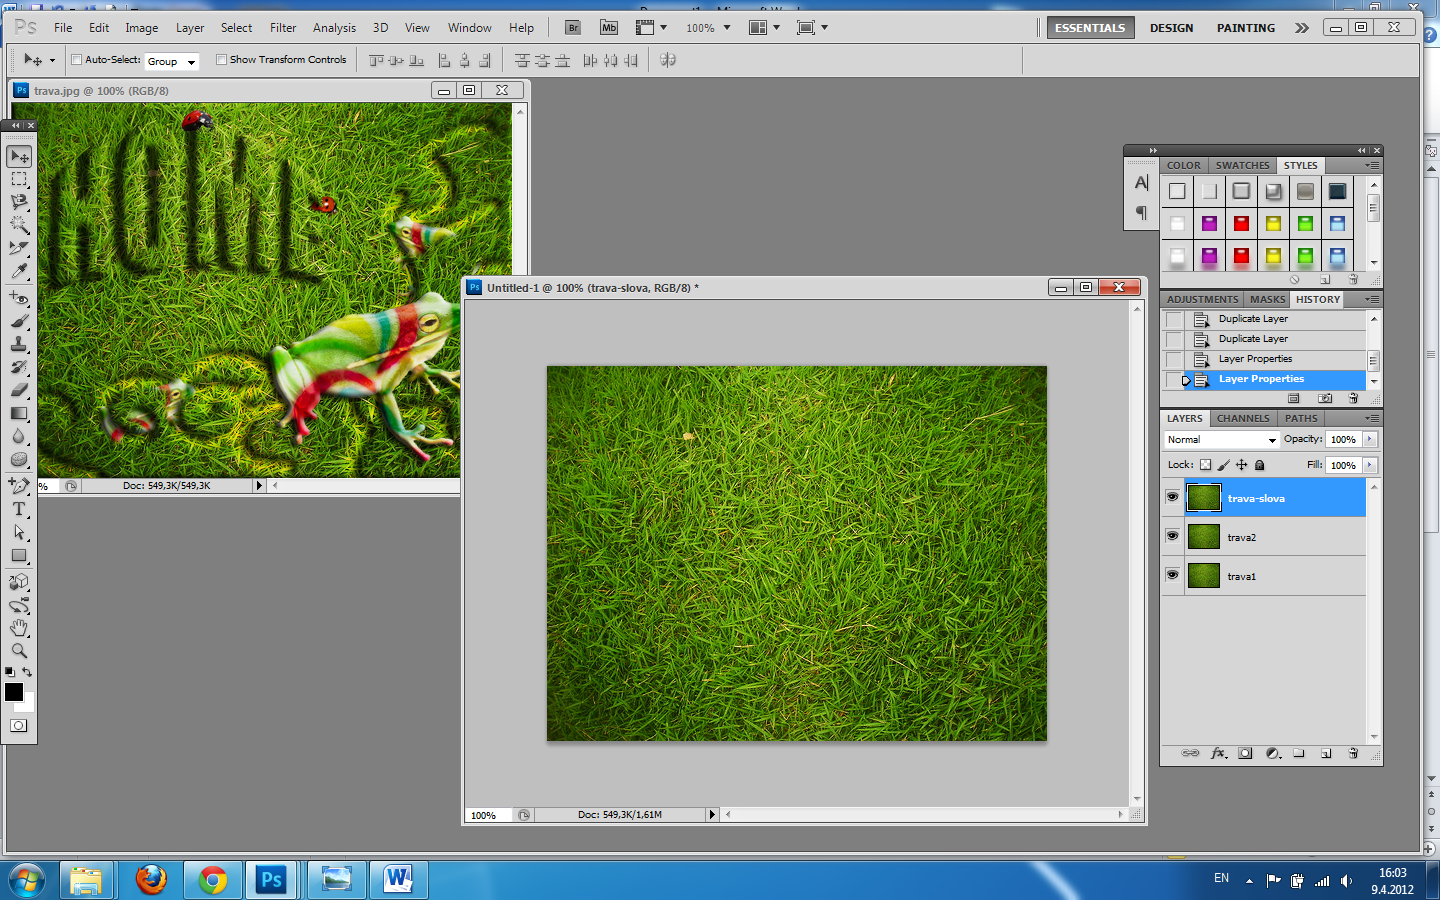 Ps File Edit Image Layer Select Filter Analysis 3D View Window Help Br Mb 100% ESSENTIALS DESIGN PAINTING
Auto-Select: Group Show Transform Controls
Ps trava.jpg @ 100% (RGB/8)
HOME
Doc: 549,3K/549,3K
Ps Untitled-1 @ 100% (trava-slova, RGB/8) *
100% Doc: 549,3K/1,61M
COLOR SWATCHES STYLES
ADJUSTMENTS MASKS HISTORY
Duplicate Layer
Duplicate Layer
Layer Properties
Layer Properties
LAYERS CHANNELS PATHS
Normal Opacity: 100%
Lock: Fill: 100%
trava-slova
trava2
trava1
Ps W EN 16:03
9.4.2012